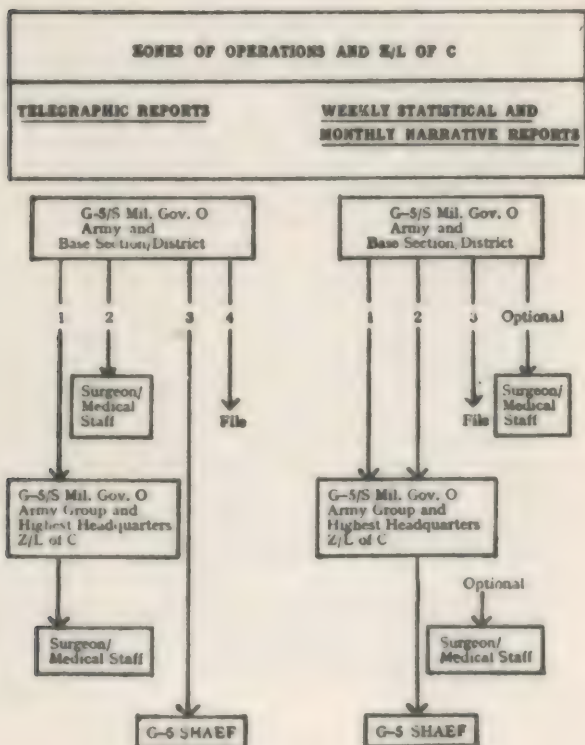 ZONES OF OPERATIONS AND Z/L OF C
TELEGRAPHIC REPORTS
WEEKLY STATISTICAL AND
MONTHLY NARRATIVE REPORTS
G-5/S Mil. Gov. O
Army and
Base Section/District
1
2
3
4
Surgeon/
Medical
Staff
File
G-5/S Mil. Gov. O
Army Group and
Highest Headquarters
Z/L of C
Surgeon/
Medical Staff
G-5 SHAEF
G-5/S Mil. Gov. O
Army and
Base Section/District
1
2
3
Optional
File
Surgeon/
Medical
Staff
G-5/S Mil. Gov. O
Army Group and
Highest Headquarters
Z/L of C
Optional
Surgeon/
Medical Staff
G-5 SHAEF